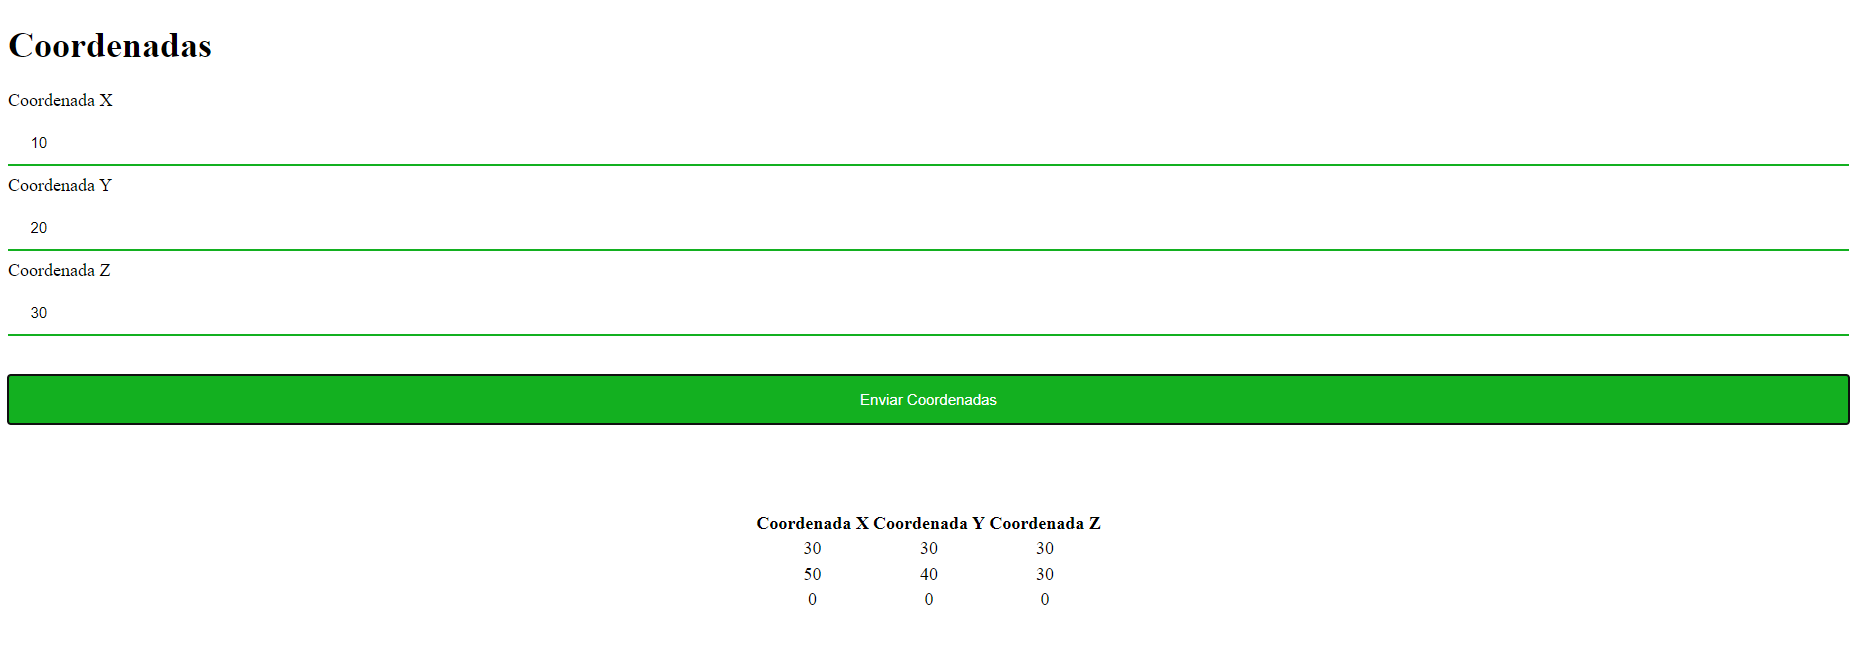 Coordenadas
Coordenada X
10
Coordenada Y
20
Coordenada Z
30
Enviar Coordenadas
Coordenada X Coordenada Y Coordenada Z
30 30 30
50 40 30
0 0 0